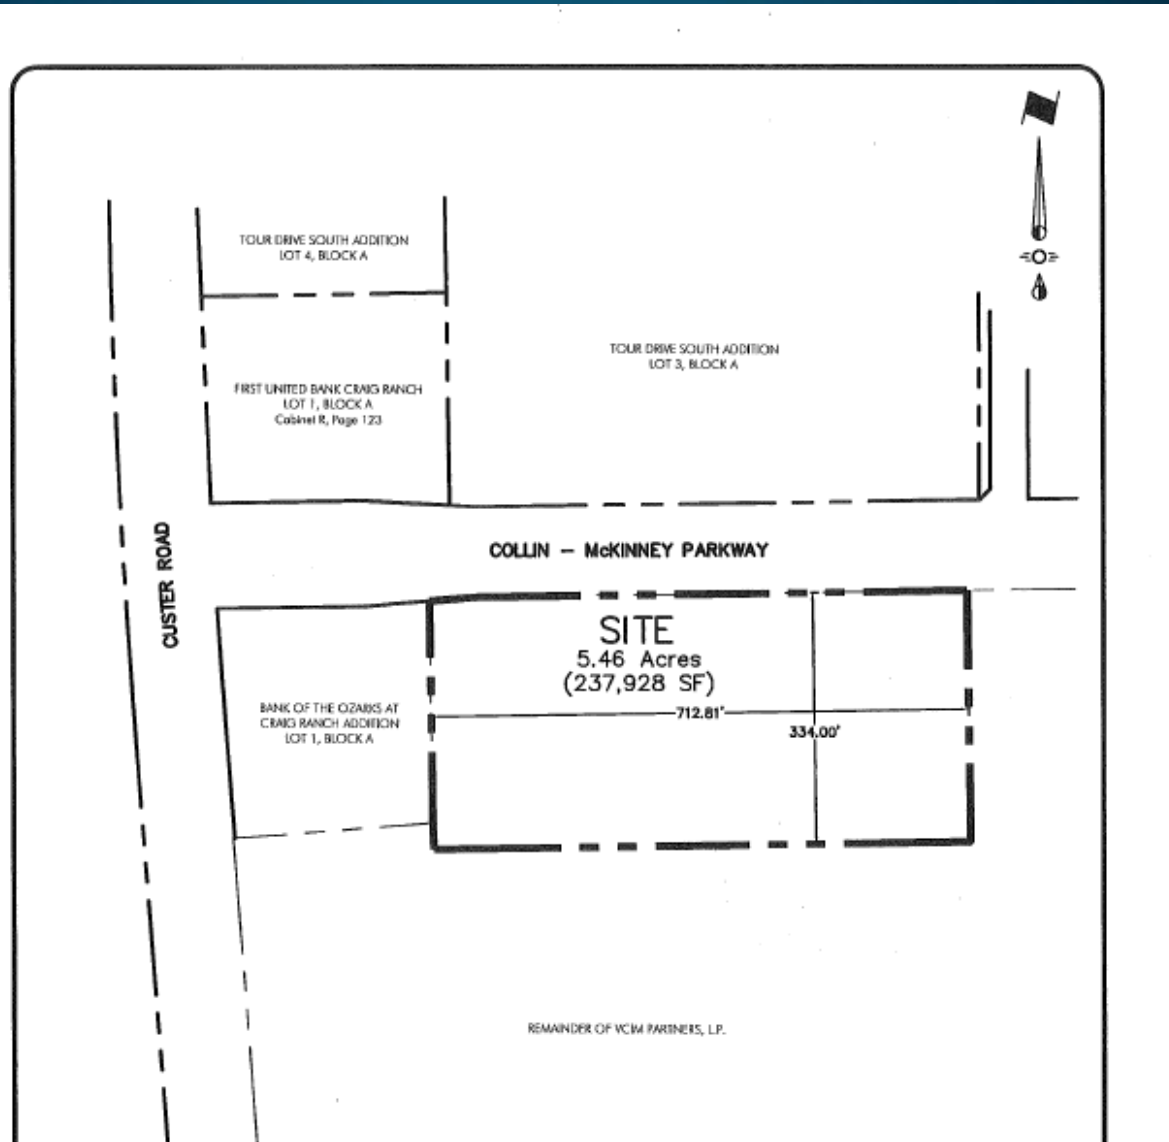 TOUR DRIVE SOUTH ADDITION
LOT 4, BLOCK A
TOUR DRIVE SOUTH ADDITION
LOT 3, BLOCK A
FIRST UNITED BANK CRAIG RANCH
LOT 1, BLOCK A
Cabinet R, Page 123
COLLIN - McKINNEY PARKWAY
CUSTER ROAD
SITE
5.46 Acres
(237,928 SF)
712.81'
334.00'
BANK OF THE OZARKS AT
CRAIG RANCH ADDITION
LOT 1, BLOCK A
REMAINDER OF VCIM PARTNERS, L.P.